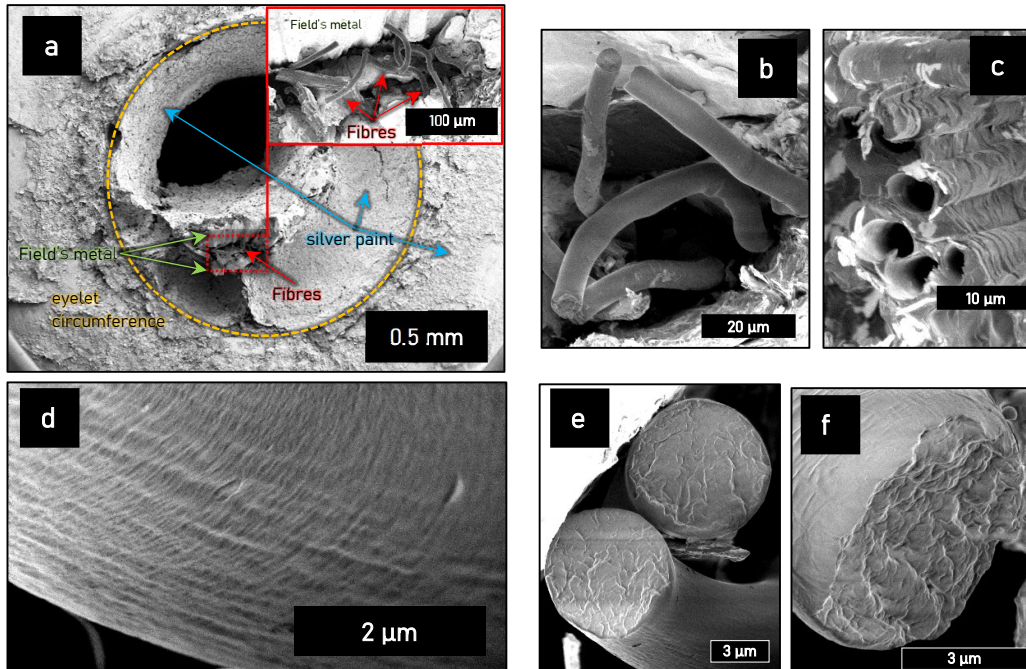 a
Field's metal
Fibres
100 µm
silver paint
Field's metal
Fibres
eyelet
circumference
0.5 mm
b
20 µm
c
10 µm
d
2 µm
e
3 µm
f
3 µm